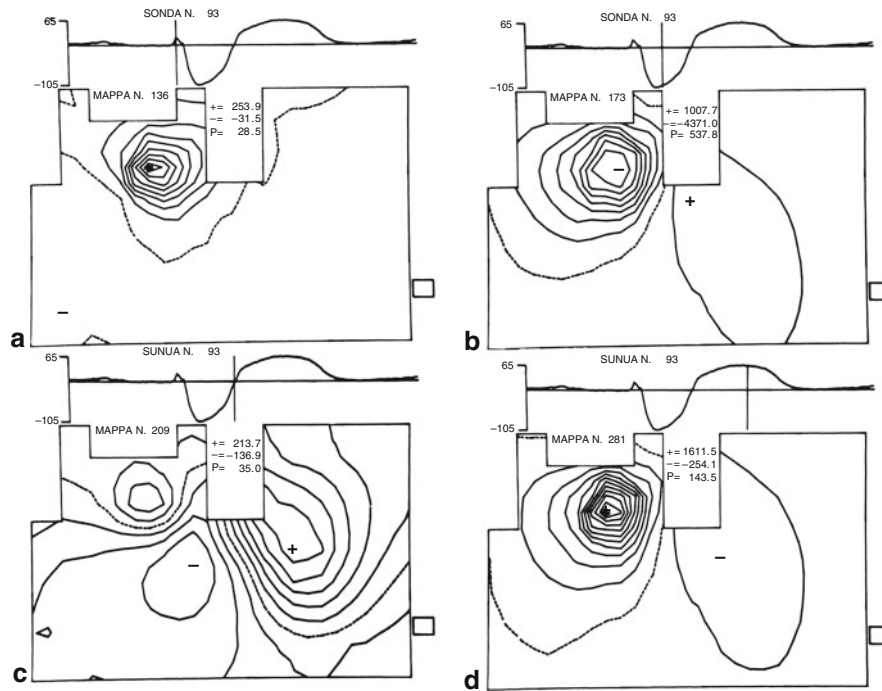 SONDA N. 93
65
-105
MAPPA N. 136
+= 253.9
-= -31.5
P= 28.5
-
a
SONDA N. 93
65
-105
MAPPA N. 173
+= 1007.7
-=-4371.0
P= 537.8
-
+
b
SUNUA N. 93
65
-105
MAPPA N. 209
+= 213.7
-=-136.9
P= 35.0
-
+
c
SUNUA N. 93
65
-105
MAPPA N. 281
+=1611.5
-=-254.1
P= 143.5
+
-
d